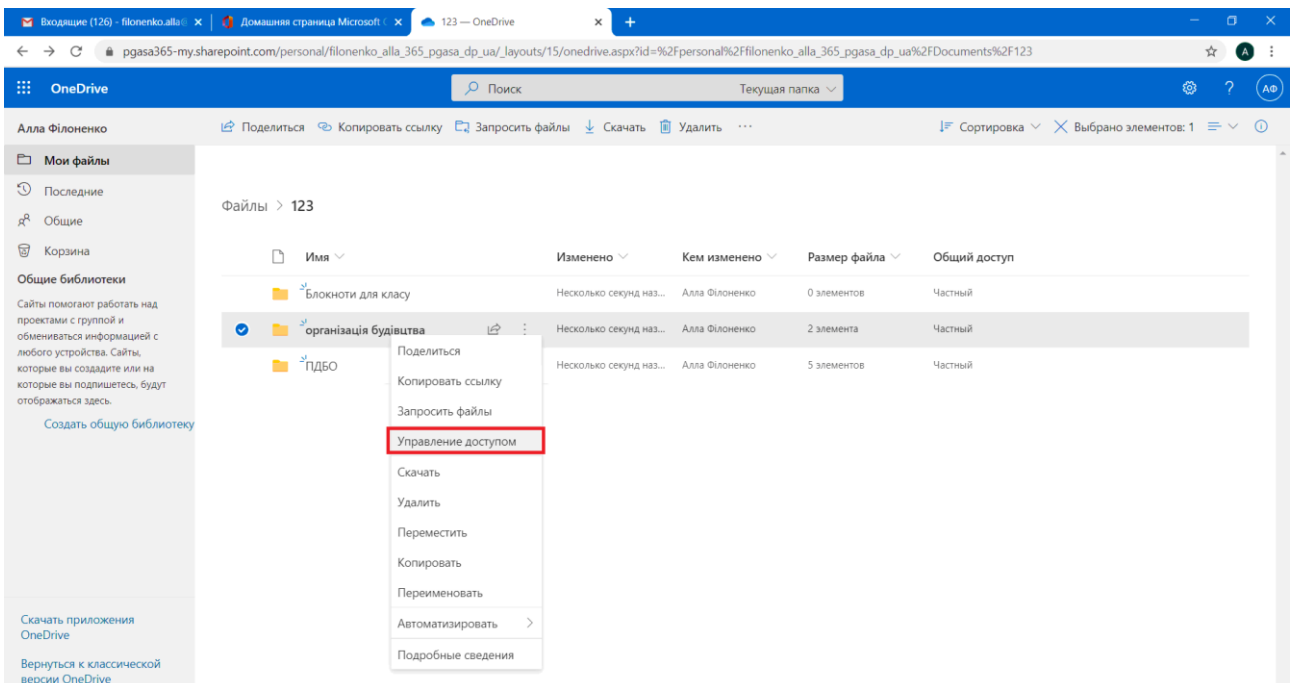 Входящие (126) - filonenko.alla@
Домашняя страница Microsoft
123 — OneDrive
pgasa365-my.sharepoint.com/personal/filonenko_alla_365_pgasa_dp_ua/_layouts/15/onedrive.aspx?id=%2Fpersonal%2Ffilonenko_alla_365_pgasa_dp_ua%2FDocuments%2F123
A
OneDrive
Поиск
Текущая папка
?
АФ
Алла Філоненко
Поделиться Копировать ссылку Запросить файлы Скачать Удалить ···
Сортировка Выбрано элементов: 1
Мои файлы
Последние
Общие
Корзина
Общие библиотеки
Сайты помогают работать над
проектами с группой и
обмениваться информацией с
любого устройства. Сайты,
которые вы создадите или на
которые вы подпишетесь, будут
отображаться здесь.
Создать общую библиотеку
Скачать приложения
OneDrive
Вернуться к классической
версии OneDrive
Файлы > 123
Имя Изменено Кем изменено Размер файла Общий доступ
Блокноти для класу Несколько секунд наз... Алла Філоненко 0 элементов Частный
організація будівцтва Несколько секунд наз... Алла Філоненко 2 элемента Частный
ПДБО Несколько секунд наз... Алла Філоненко 5 элементов Частный
Поделиться
Копировать ссылку
Запросить файлы
Управление доступом
Скачать
Удалить
Переместить
Копировать
Переименовать
Автоматизировать >
Подробные сведения